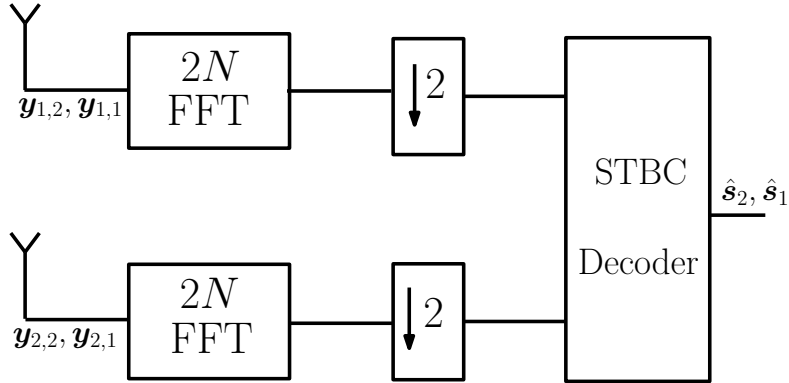 2N
FFT
2
y₁,₂, y₁,₁
STBC
Decoder
ŝ₂, ŝ₁
2N
FFT
2
y₂,₂, y₂,₁